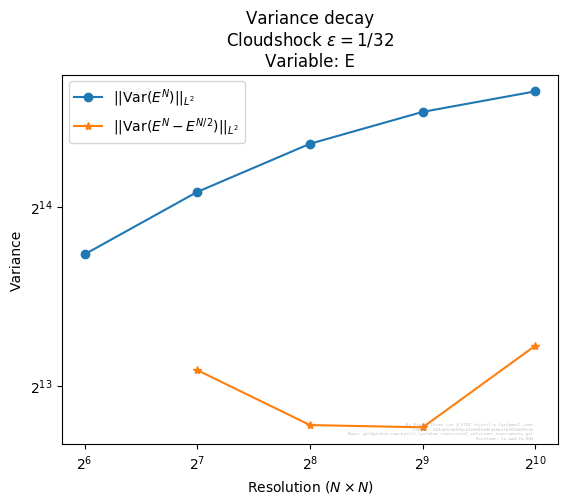 Variance decay
Cloudshock ε = 1/32
Variable: E
||Var(E^N)||_{L^2}
||Var(E^N − E^{N/2})||_{L^2}
Variance
2^14
2^13
2^6
2^7
2^8
2^9
2^10
Resolution (N × N)